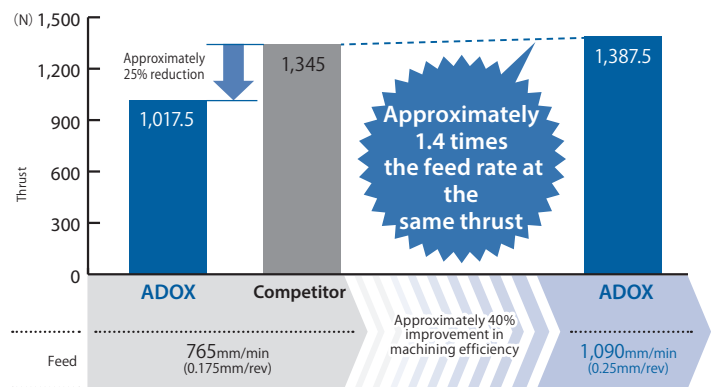 (N)
1,500
1,200
900
600
300
0
Thrust
Approximately
25% reduction
1,017.5
1,345
1,387.5
Approximately
1.4 times
the feed rate at
the
same thrust
ADOX
Competitor
ADOX
Feed
765mm/min
(0.175mm/rev)
Approximately 40%
improvement in
machining efficiency
1,090mm/min
(0.25mm/rev)